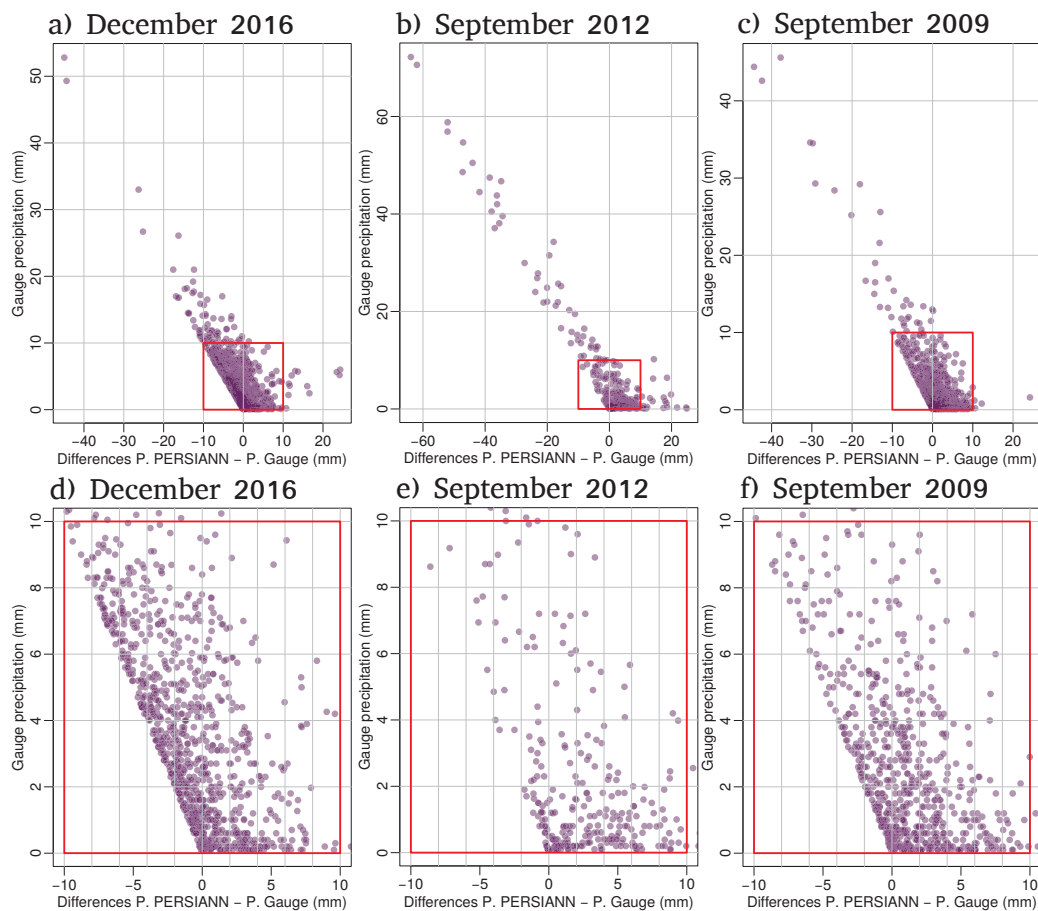 a) December 2016
b) September 2012
c) September 2009
Gauge precipitation (mm)
0 10 20 30 40 50
−40 −30 −20 −10 0 10 20
Differences P. PERSIANN − P. Gauge (mm)
Gauge precipitation (mm)
0 20 40 60
−60 −40 −20 0 20
Differences P. PERSIANN − P. Gauge (mm)
Gauge precipitation (mm)
0 10 20 30 40
−40 −30 −20 −10 0 10 20
Differences P. PERSIANN − P. Gauge (mm)
d) December 2016
e) September 2012
f) September 2009
Gauge precipitation (mm)
0 2 4 6 8 10
−10 −5 0 5 10
Differences P. PERSIANN − P. Gauge (mm)
Gauge precipitation (mm)
0 2 4 6 8 10
−10 −5 0 5 10
Differences P. PERSIANN − P. Gauge (mm)
Gauge precipitation (mm)
0 2 4 6 8 10
−10 −5 0 5 10
Differences P. PERSIANN − P. Gauge (mm)